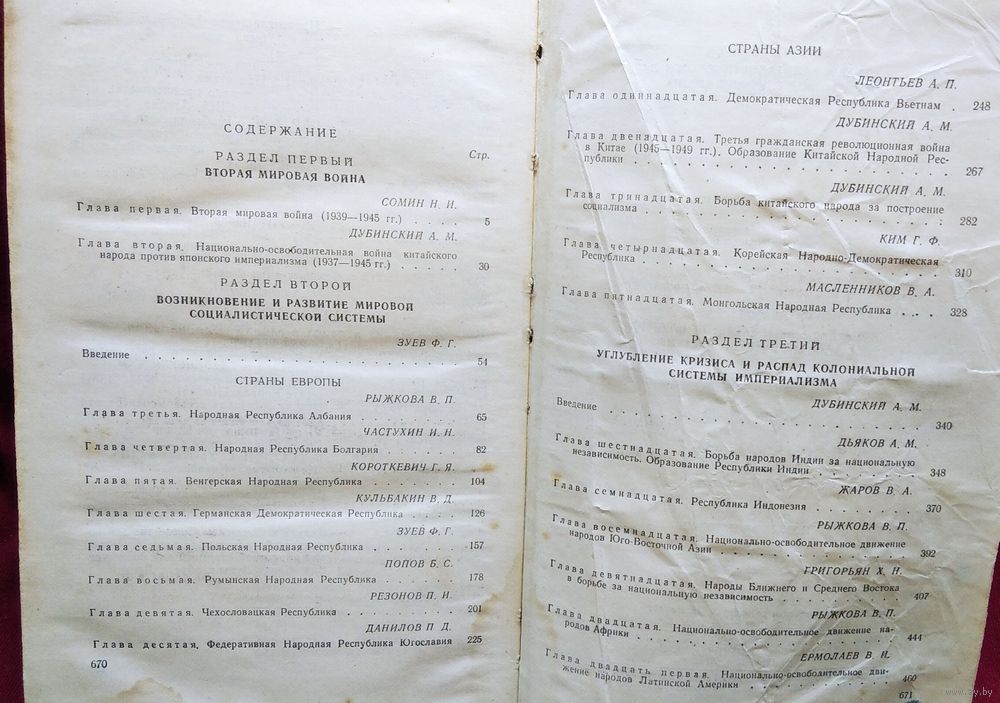 СОДЕРЖАНИЕ
Стр.
РАЗДЕЛ ПЕРВЫЙ
ВТОРАЯ МИРОВАЯ ВОЙНА
СОМИН Н. И.
Глава первая. Вторая мировая война (1939—1945 гг.) . . . . . 5
ДУБИНСКИЙ А. М.
Глава вторая. Национально-освободительная война китайского
народа против японского империализма (1937—1945 гг.) . . . . . 30
РАЗДЕЛ ВТОРОЙ
ВОЗНИКНОВЕНИЕ И РАЗВИТИЕ МИРОВОЙ
СОЦИАЛИСТИЧЕСКОЙ СИСТЕМЫ
ЗУЕВ Ф. Г.
Введение . . . . . 54
СТРАНЫ ЕВРОПЫ
РЫЖКОВА В. П.
Глава третья. Народная Республика Албания . . . . . 65
ЧАСТУХИН И. Н.
Глава четвертая. Народная Республика Болгария . . . . . 82
КОРОТКЕВИЧ Г. Я.
Глава пятая. Венгерская Народная Республика . . . . . 104
КУЛЬБАКИН В. Д.
Глава шестая. Германская Демократическая Республика . . . . . 126
ЗУЕВ Ф. Г.
Глава седьмая. Польская Народная Республика . . . . . 157
ПОПОВ Б. С.
Глава восьмая. Румынская Народная Республика . . . . . 178
РЕЗОНОВ П. И.
Глава девятая. Чехословацкая Республика . . . . . 201
ДАНИЛОВ П. Д.
Глава десятая. Федеративная Народная Республика Югославия 225
670
СТРАНЫ АЗИИ
ЛЕОНТЬЕВ А. П.
Глава одиннадцатая. Демократическая Республика Вьетнам . 248
ДУБИНСКИЙ А. М.
Глава двенадцатая. Третья гражданская революционная война
в Китае (1945—1949 гг.). Образование Китайской Народной Рес-
публики . . . . . 267
ДУБИНСКИЙ А. М.
Глава тринадцатая. Борьба китайского народа за построение
социализма . . . . . 282
КИМ Г. Ф.
Глава четырнадцатая. Корейская Народно-Демократическая
Республика . . . . . 310
МАСЛЕННИКОВ В. А.
Глава пятнадцатая. Монгольская Народная Республика . . . 328
РАЗДЕЛ ТРЕТИЙ
УГЛУБЛЕНИЕ КРИЗИСА И РАСПАД КОЛОНИАЛЬНОЙ
СИСТЕМЫ ИМПЕРИАЛИЗМА
ДУБИНСКИЙ А. М.
Введение . . . . . 340
ДЬЯКОВ А. М.
Глава шестнадцатая. Борьба народов Индии за национальную
независимость. Образование Республики Индии . . . . . 348
ЖАРОВ В. А.
Глава семнадцатая. Республика Индонезия . . . . . 370
РЫЖКОВА В. П.
Глава восемнадцатая. Национально-освободительное движение
народов Юго-Восточной Азии . . . . . 392
ГРИГОРЬЯН Х. Н.
Глава девятнадцатая. Народы Ближнего и Среднего Востока
в борьбе за национальную независимость . . . . . 407
РЫЖКОВА В. П.
Глава двадцатая. Национально-освободительное движение на-
родов Африки . . . . . 444
ЕРМОЛАЕВ В. И.
Глава двадцать первая. Национально-освободительное дви-
жение народов Латинской Америки . . . . . 460
671